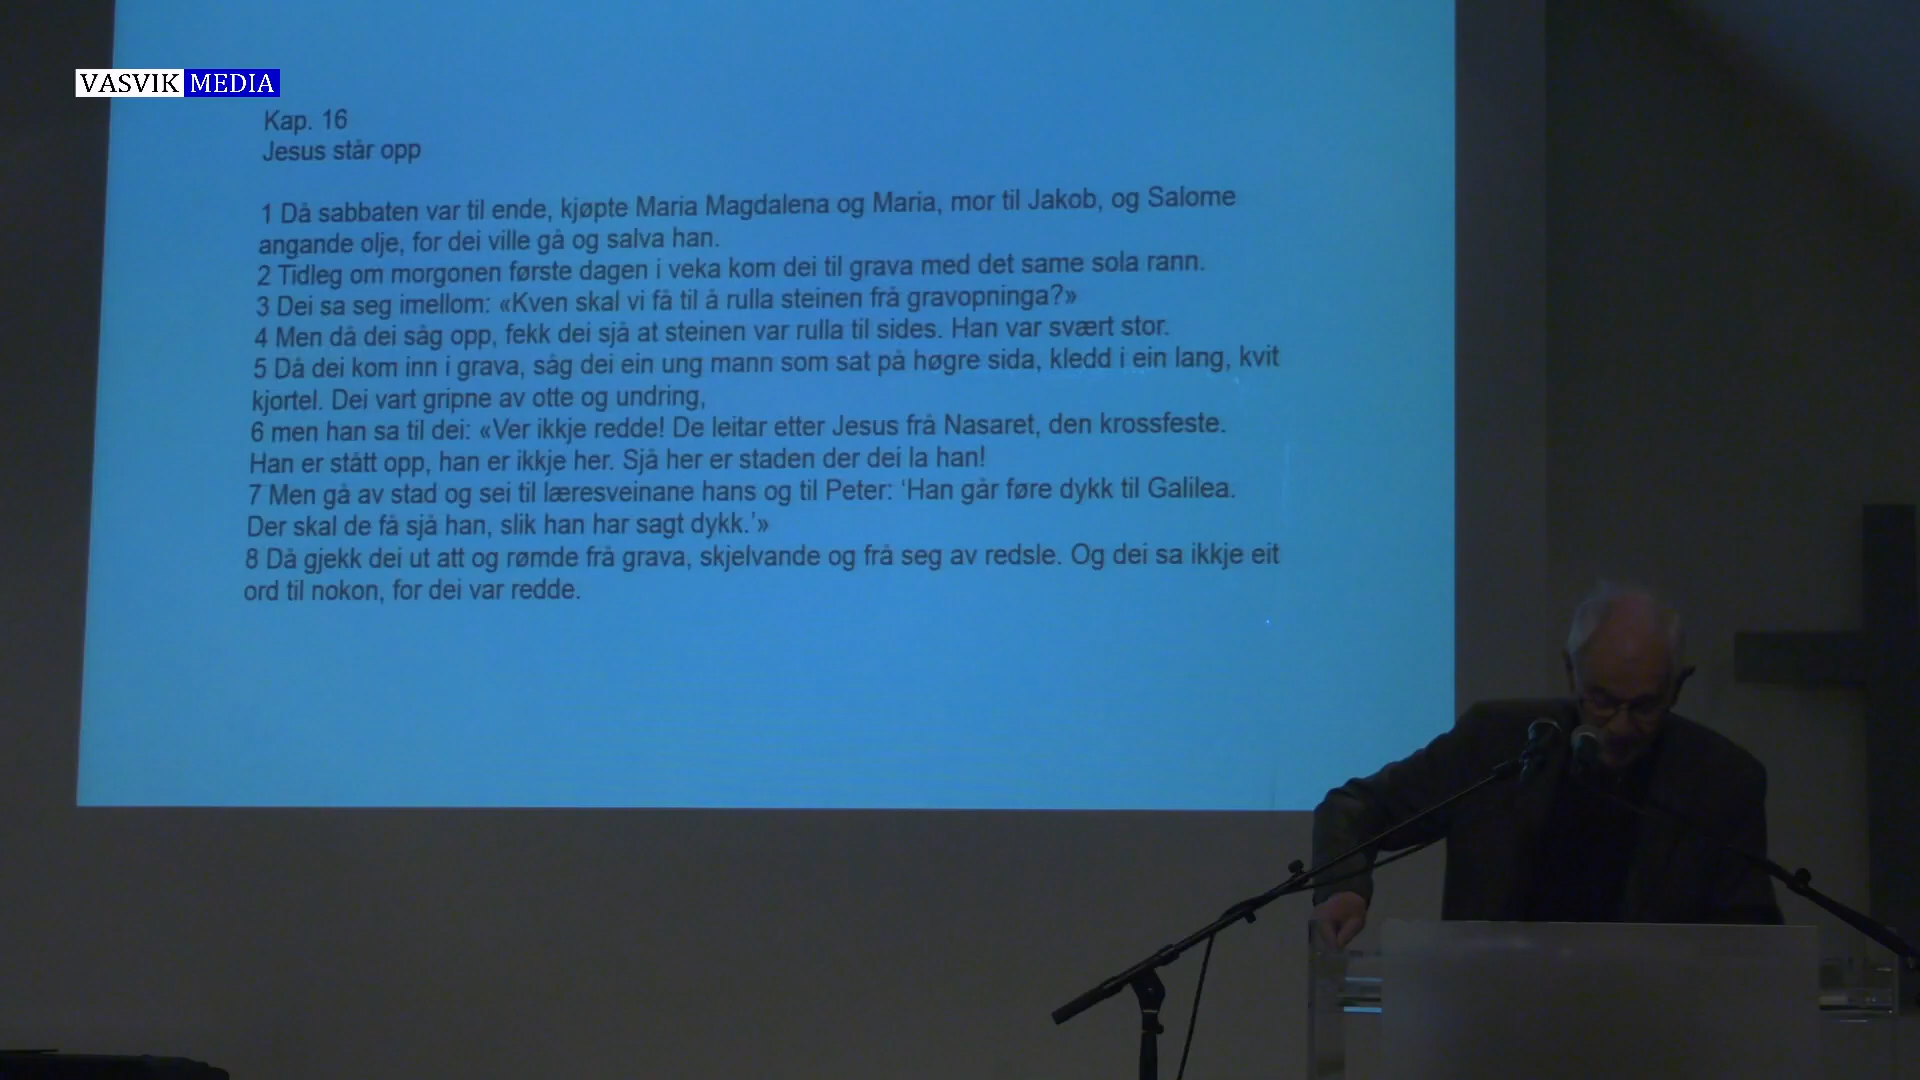 VASVIK MEDIA
Kap. 16
Jesus står opp
1 Då sabbaten var til ende, kjøpte Maria Magdalena og Maria, mor til Jakob, og Salome
angande olje, for dei ville gå og salva han.
2 Tidleg om morgonen første dagen i veka kom dei til grava med det same sola rann.
3 Dei sa seg imellom: «Kven skal vi få til å rulla steinen frå gravopninga?»
4 Men då dei såg opp, fekk dei sjå at steinen var rulla til sides. Han var svært stor.
5 Då dei kom inn i grava, såg dei ein ung mann som sat på høgre sida, kledd i ein lang, kvit
kjortel. Dei vart gripne av otte og undring,
6 men han sa til dei: «Ver ikkje redde! De leitar etter Jesus frå Nasaret, den krossfeste.
Han er stått opp, han er ikkje her. Sjå her er staden der dei la han!
7 Men gå av stad og sei til læresveinane hans og til Peter: ‘Han går føre dykk til Galilea.
Der skal de få sjå han, slik han har sagt dykk.’»
8 Då gjekk dei ut att og rømde frå grava, skjelvande og frå seg av redsle. Og dei sa ikkje eit
ord til nokon, for dei var redde.